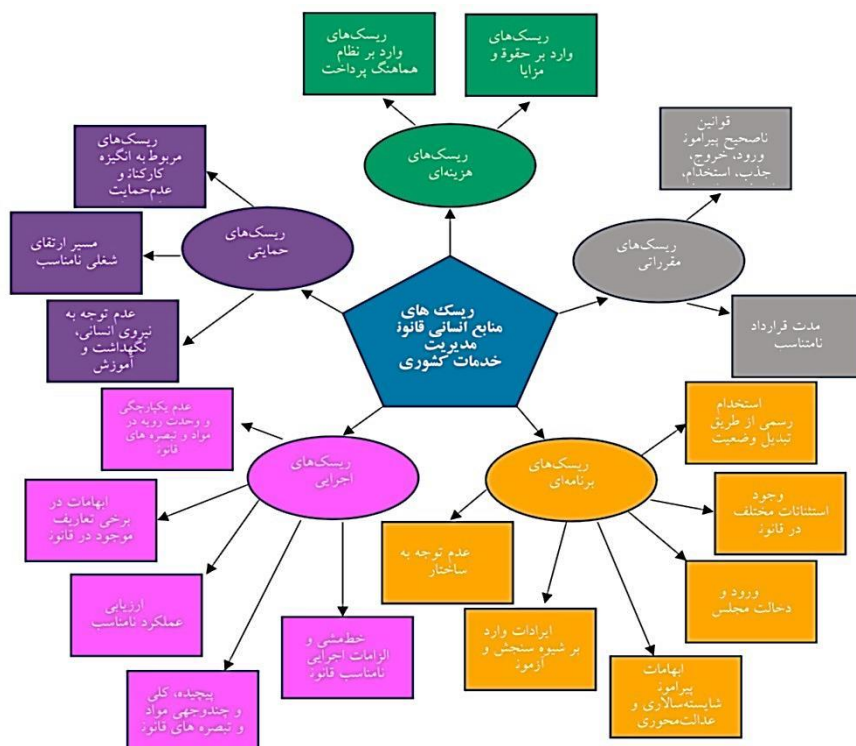 ریسک‌های
وارد بر نظام
هماهنگ پرداخت
ریسک‌های
وارد بر حقوق و
مزایا
ریسک‌های
هزینه‌ای
قوانین
ناصحیح پیرامون
ورود، خروج،
جذب، استخدام،
ریسک‌های
مقرراتی
مدت قرارداد
نامتناسب
ریسک‌های
مربوط به انگیزه
کارکنان و
عدم‌حمایت
ریسک‌های
حمایتی
مسیر ارتقای
شغلی نامناسب
عدم توجه به
نیروی انسانی،
نگهداشت و
آموزش
ریسک های
منابع انسانی قانون
مدیریت
خدمات کشوری
عدم یکپارچگی
و وحدت رویه در
مواد و تبصره های
قانون
ریسک‌های
اجرایی
ابهامات در
برخی تعاریف
موجود در قانون
ارزیابی
عملکرد نامناسب
پیچیده، کلی
و چندوجهی مواد
و تبصره های قانون
خط‌مشی و
الزامات اجرایی
نامناسب قانون
ریسک‌های
برنامه‌ای
استخدام
رسمی از طریق
تبدیل وضعیت
وجود
استثنائات مختلف
در قانون
ورود و
دخالت مجلس
ابهامات
پیرامون
شایسته‌سالاری و
عدالت‌محوری
ایرادات وارد
بر شیوه سنجش و
آزمون
عدم توجه به
ساختار